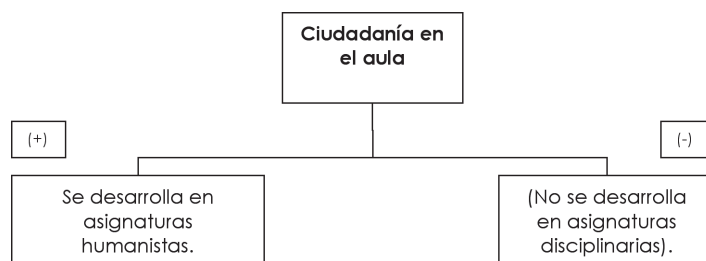 Ciudadanía en
el aula
(+)
(-)
Se desarrolla en
asignaturas
humanistas.
(No se desarrolla
en asignaturas
disciplinarias).